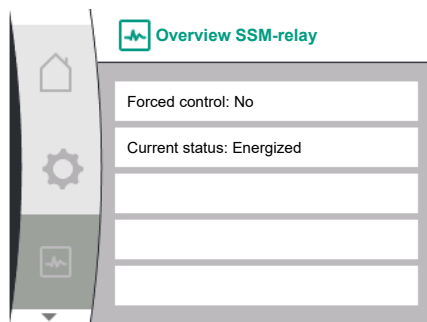 Overview SSM-relay
Forced control: No
Current status: Energized